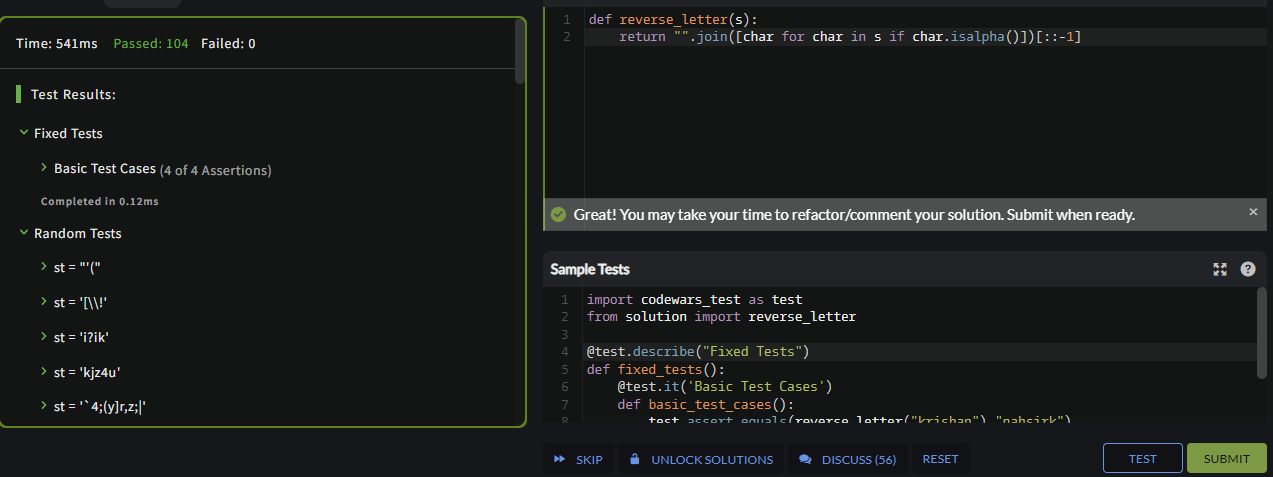 Time: 541ms Passed: 104 Failed: 0
Test Results:
Fixed Tests
Basic Test Cases (4 of 4 Assertions)
Completed in 0.12ms
Random Tests
st = "'("
st = '[\\!'
st = 'i?ik'
st = 'kjz4u'
st = '`4;(y]r,z;|'
1 def reverse_letter(s):
2 return "".join([char for char in s if char.isalpha()])[::-1]
Great! You may take your time to refactor/comment your solution. Submit when ready.
Sample Tests
1 import codewars_test as test
2 from solution import reverse_letter
3
4 @test.describe("Fixed Tests")
5 def fixed_tests():
6 @test.it('Basic Test Cases')
7 def basic_test_cases():
8 test.assert_equals(reverse_letter("krishan"),"nahsirk")
SKIP UNLOCK SOLUTIONS DISCUSS (56) RESET TEST SUBMIT